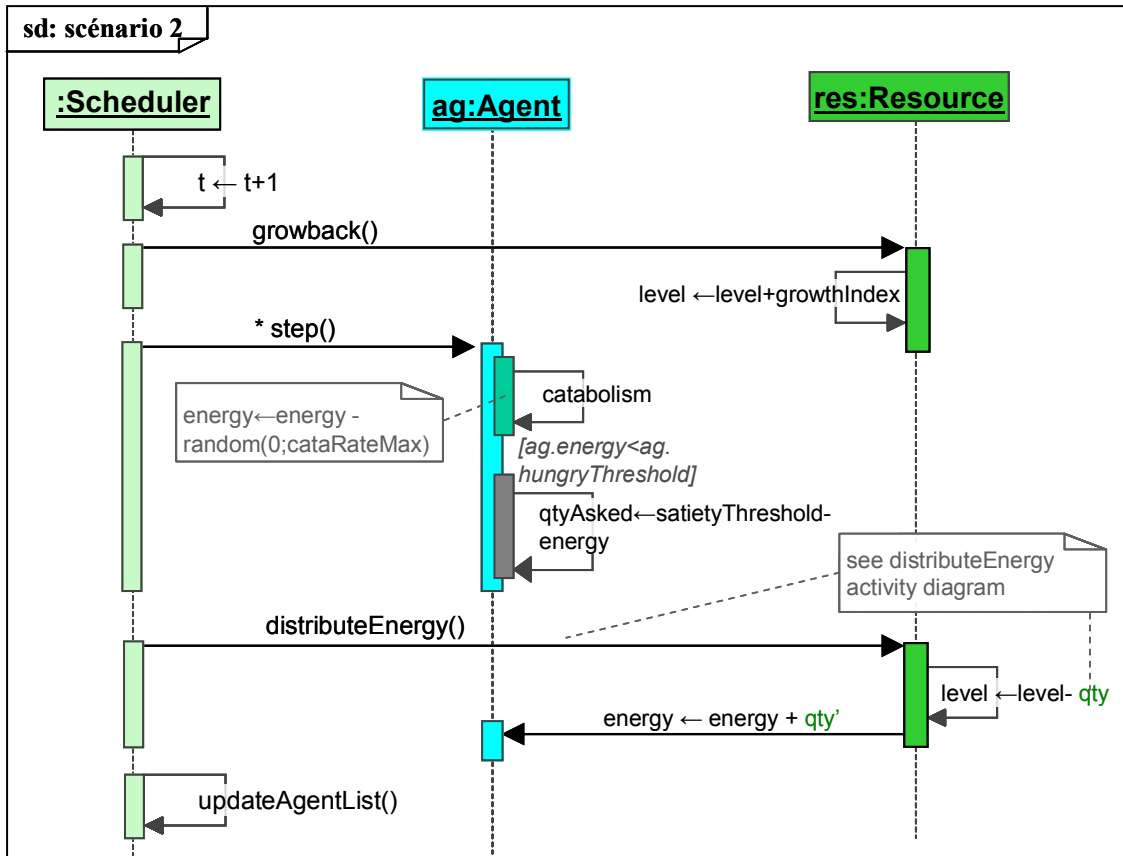 sd: scénario 2
:Scheduler
ag:Agent
res:Resource
t ← t+1
growback()
level ←level+growthIndex
* step()
catabolism
energy←energy -
random(0;cataRateMax)
[ag.energy<ag.
hungryThreshold]
qtyAsked←satietyThreshold-
energy
see distributeEnergy
activity diagram
distributeEnergy()
level ←level- qty
energy ← energy + qty’
updateAgentList()